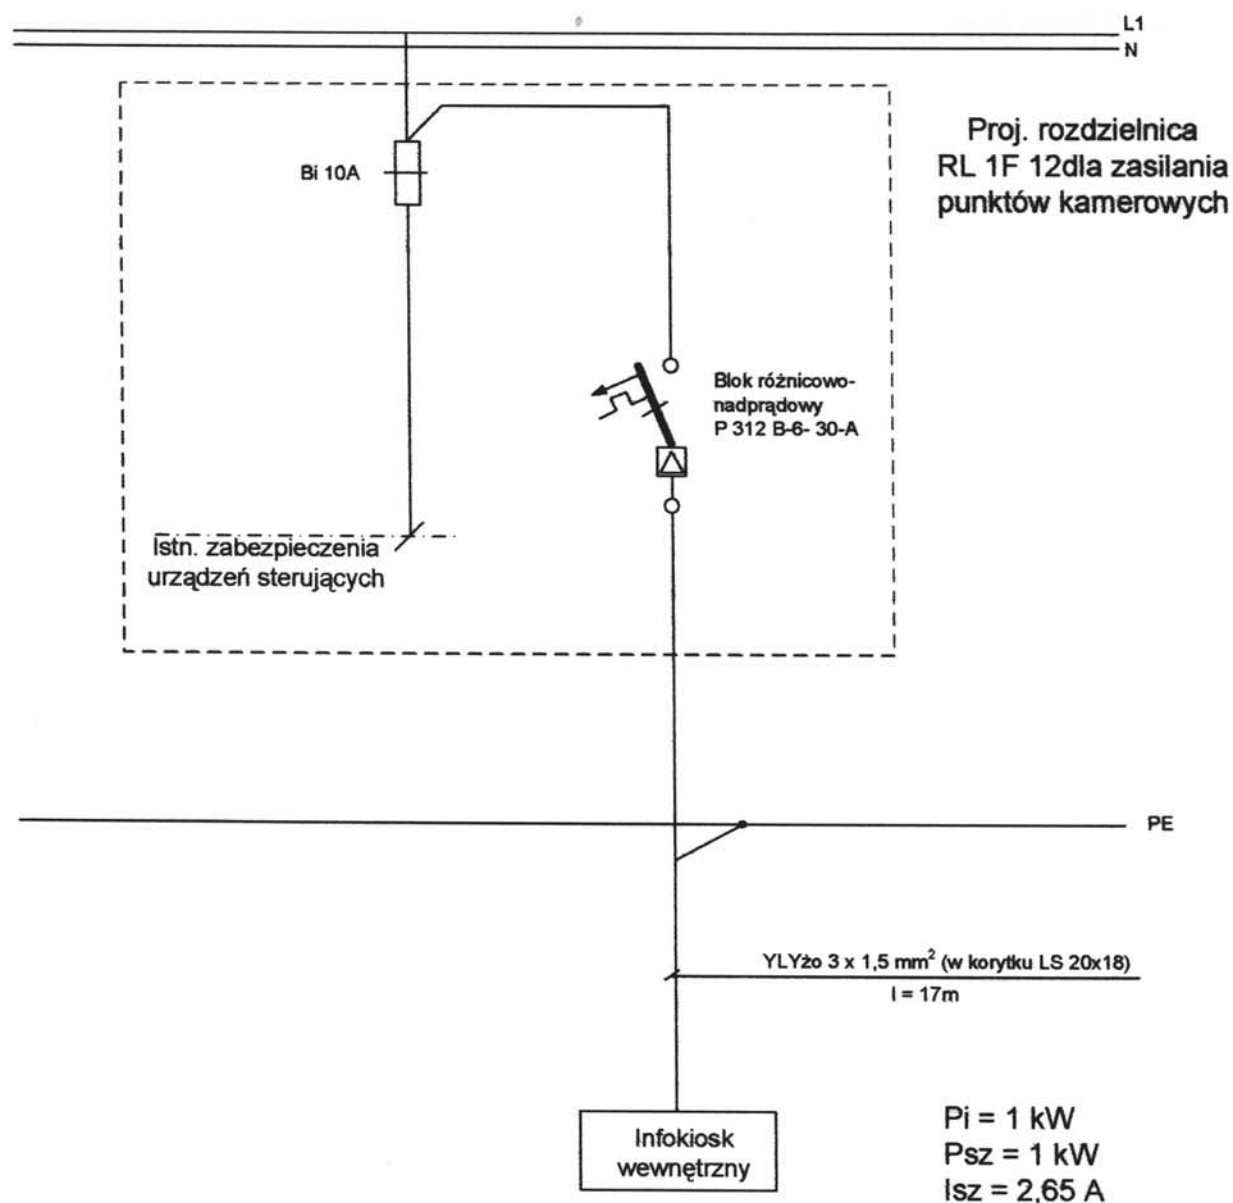 L1
N
Proj. rozdzielnica
RL 1F 12dla zasilania
punktów kamerowych
Bi 10A
Blok różnicowo-
nadprądowy
P 312 B-6- 30-A
Istn. zabezpieczenia
urządzeń sterujących
PE
YLYżo 3 x 1,5 mm² (w korytku LS 20x18)
l = 17m
Infokiosk
wewnętrzny
Pi = 1 kW
Psz = 1 kW
Isz = 2,65 A